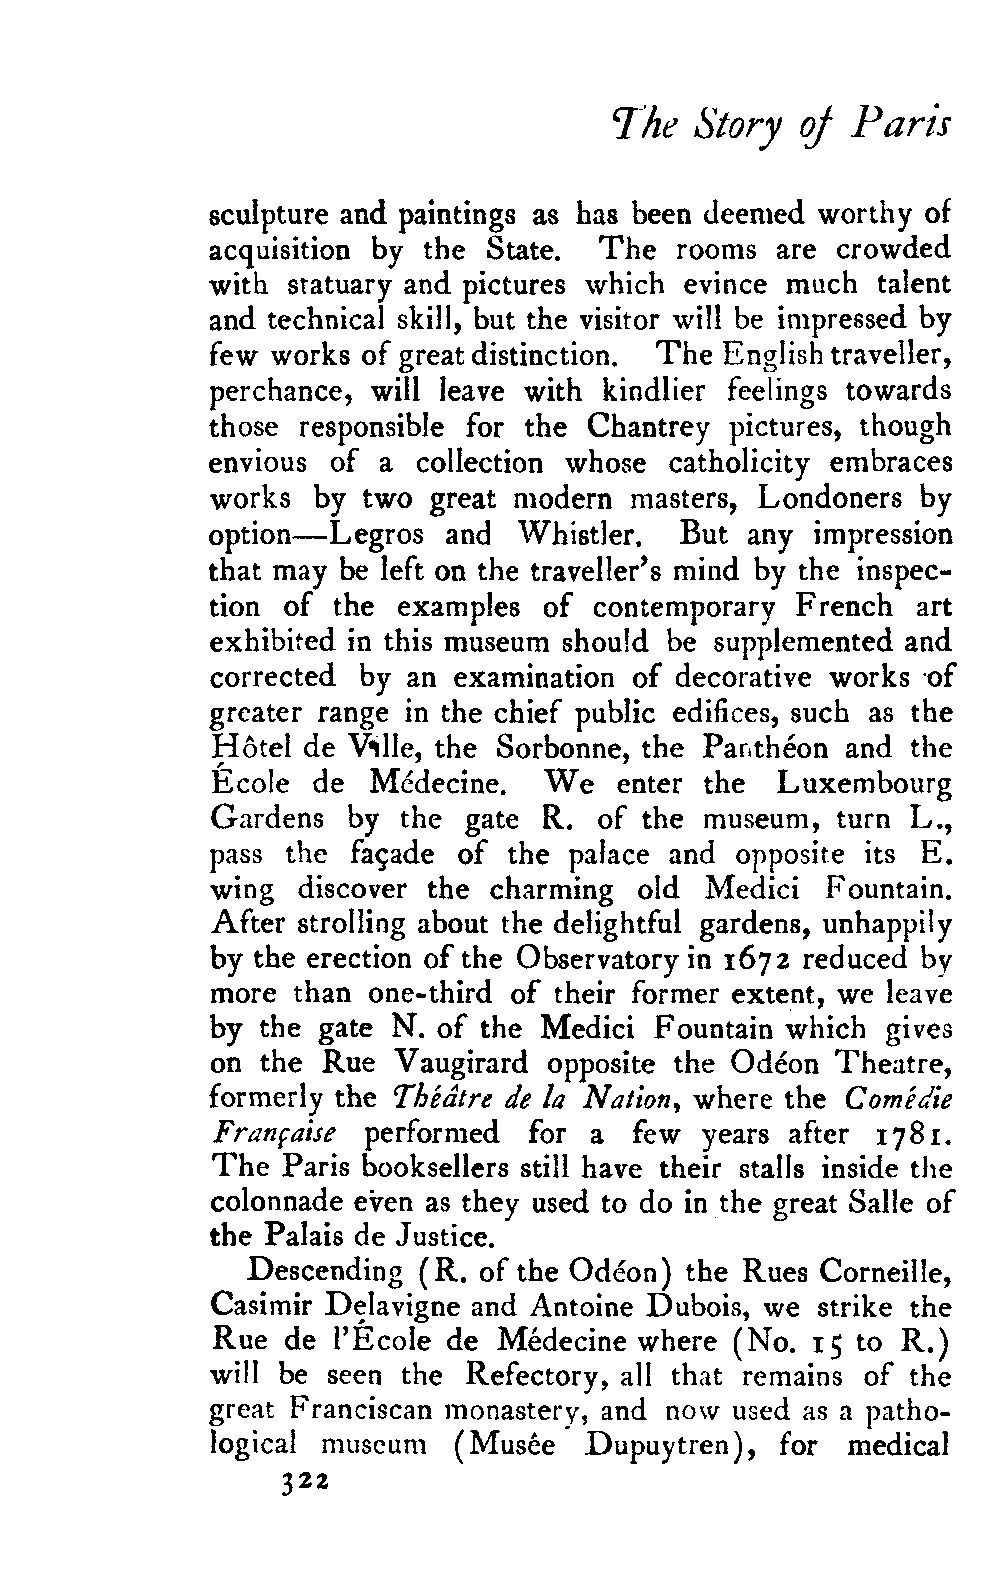 The Story of Paris
sculpture and paintings as has been deemed worthy of
acquisition by the State. The rooms are crowded
with statuary and pictures which evince much talent
and technical skill, but the visitor will be impressed by
few works of great distinction. The English traveller,
perchance, will leave with kindlier feelings towards
those responsible for the Chantrey pictures, though
envious of a collection whose catholicity embraces
works by two great modern masters, Londoners by
option—Legros and Whistler. But any impression
that may be left on the traveller's mind by the inspec-
tion of the examples of contemporary French art
exhibited in this museum should be supplemented and
corrected by an examination of decorative works of
greater range in the chief public edifices, such as the
Hôtel de Ville, the Sorbonne, the Panthéon and the
École de Médecine. We enter the Luxembourg
Gardens by the gate R. of the museum, turn L.,
pass the façade of the palace and opposite its E.
wing discover the charming old Medici Fountain.
After strolling about the delightful gardens, unhappily
by the erection of the Observatory in 1672 reduced by
more than one-third of their former extent, we leave
by the gate N. of the Medici Fountain which gives
on the Rue Vaugirard opposite the Odéon Theatre,
formerly the Théâtre de la Nation, where the Comédie
Française performed for a few years after 1781.
The Paris booksellers still have their stalls inside the
colonnade even as they used to do in the great Salle of
the Palais de Justice.
Descending (R. of the Odéon) the Rues Corneille,
Casimir Delavigne and Antoine Dubois, we strike the
Rue de l'École de Médecine where (No. 15 to R.)
will be seen the Refectory, all that remains of the
great Franciscan monastery, and now used as a patho-
logical museum (Musée Dupuytren), for medical
322